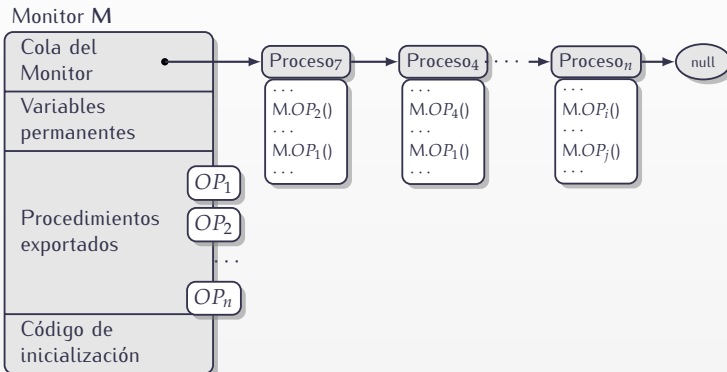 Monitor M
Cola del
Monitor
Proceso7
Proceso4
· · ·
Proceson
null
Variables
permanentes
. . .
M.OP2()
. . .
M.OP1()
. . .
. . .
M.OP4()
. . .
M.OP1()
. . .
. . .
M.OPi()
. . .
M.OPj()
. . .
Procedimientos
exportados
OP1
OP2
· · ·
OPn
Código de
inicialización